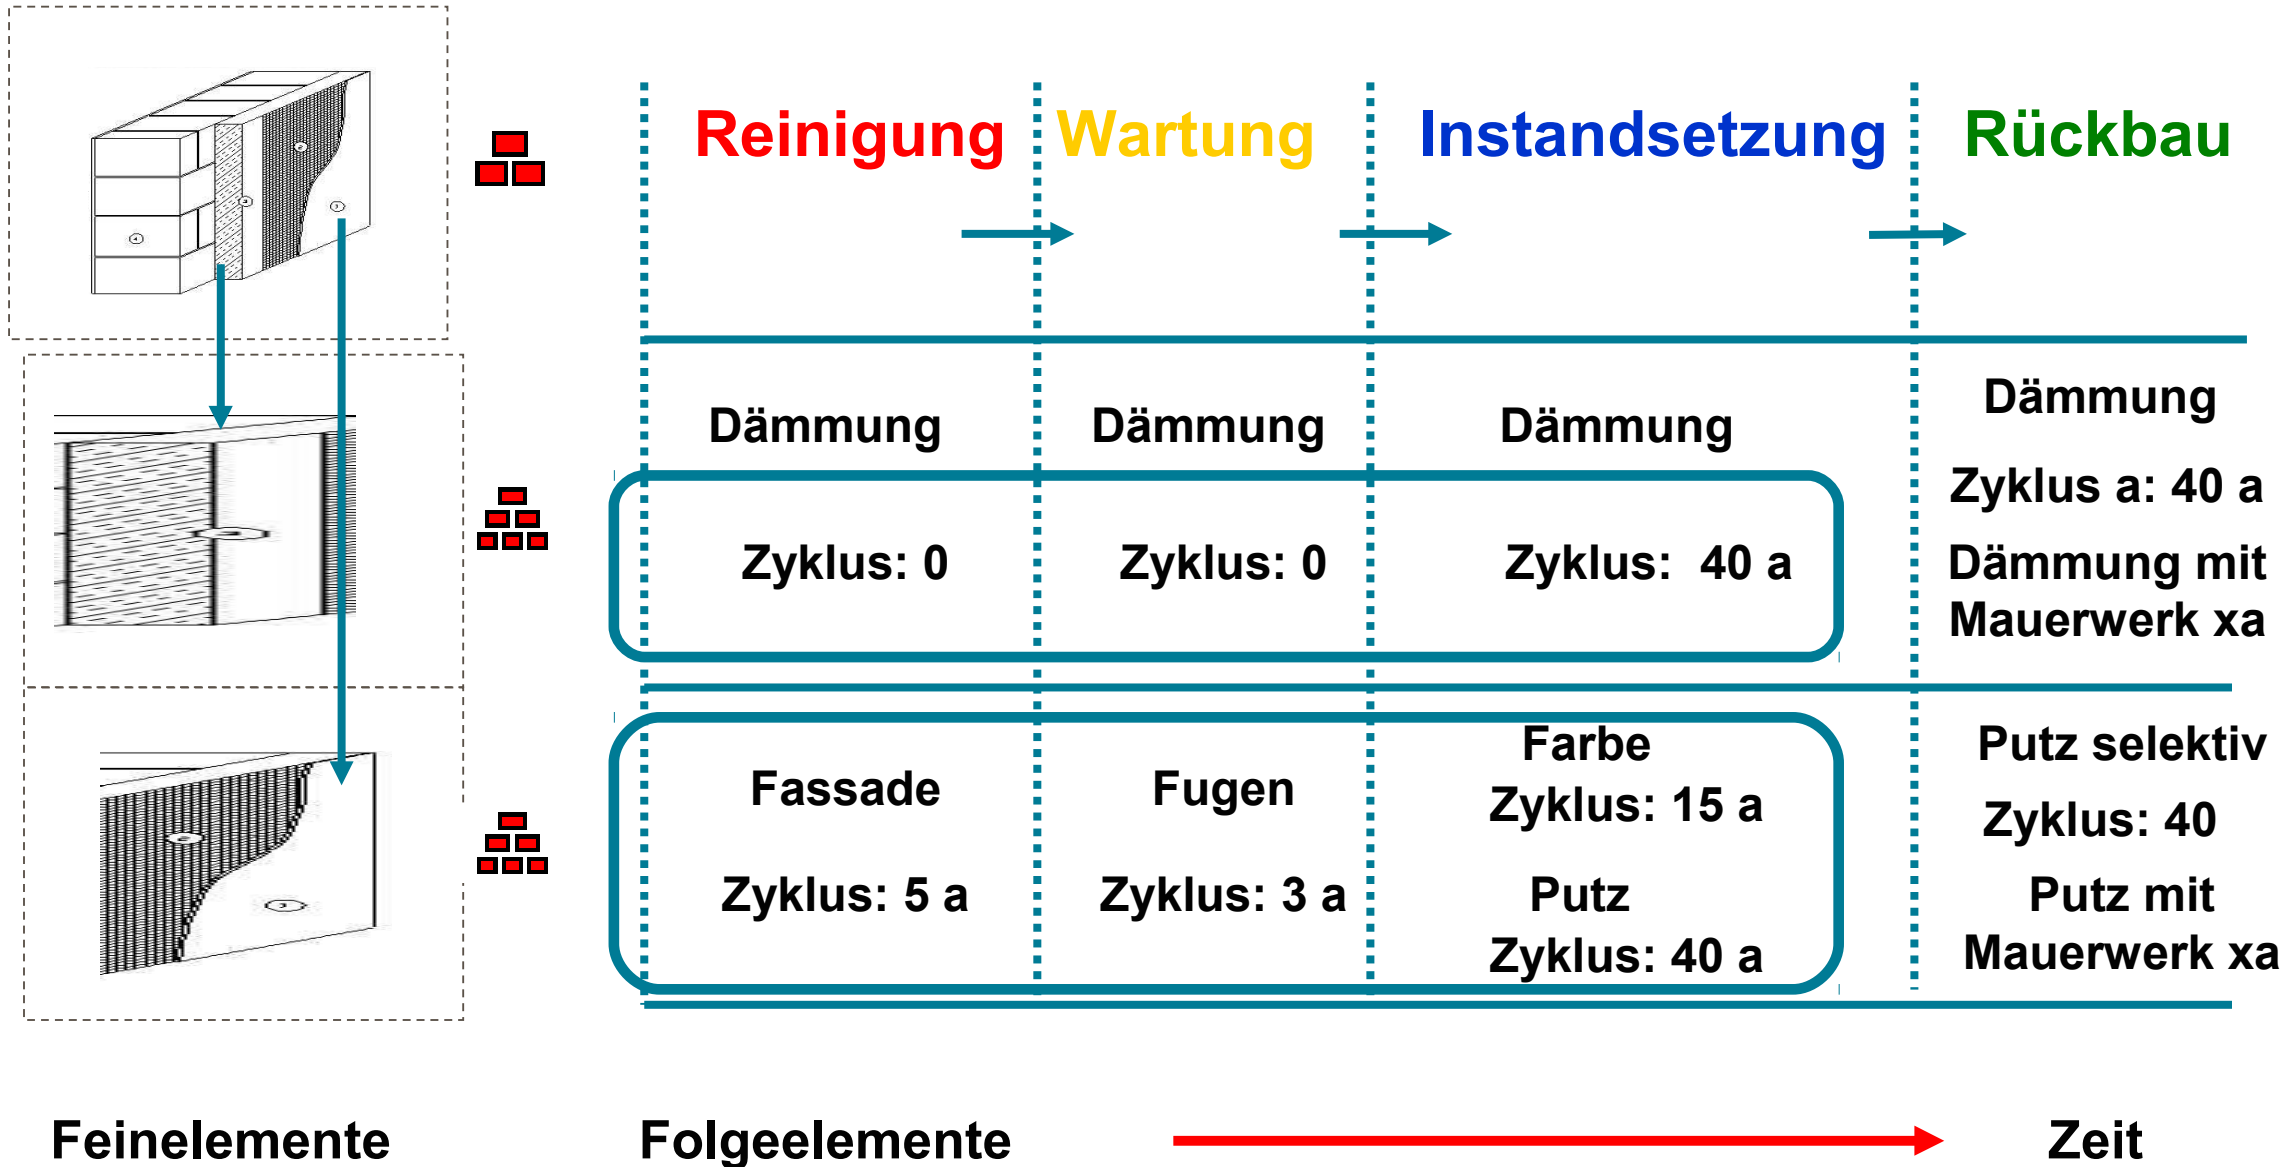 Reinigung
Wartung
Instandsetzung
Rückbau
Dämmung
Dämmung
Dämmung
Dämmung
Zyklus: 0
Zyklus: 0
Zyklus:  40 a
Zyklus a: 40 a
Dämmung mit
Mauerwerk xa
Fassade
Zyklus: 5 a
Fugen
Zyklus: 3 a
Farbe
Zyklus: 15 a
Putz
Zyklus: 40 a
Putz selektiv
Zyklus: 40
Putz mit
Mauerwerk xa
Feinelemente
Folgeelemente
Zeit